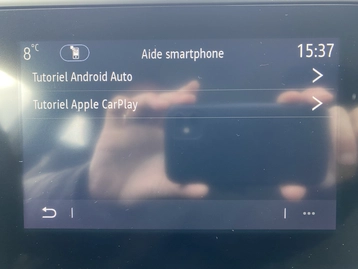 8°C Aide smartphone 15:37
Tutoriel Android Auto
Tutoriel Apple CarPlay